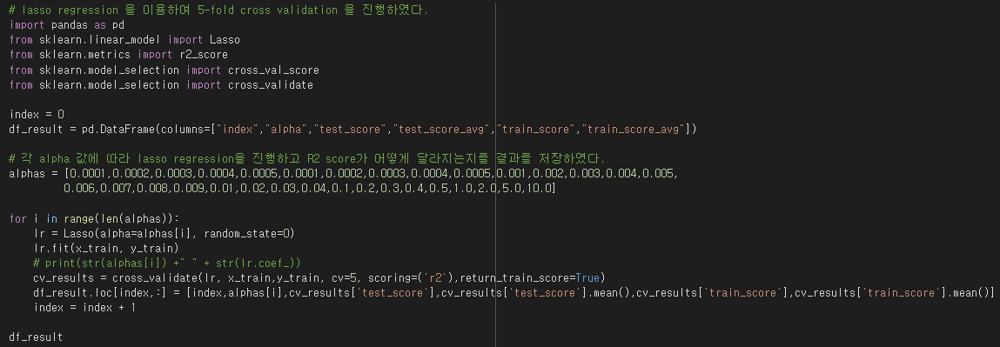 # lasso regression 을 이용하여 5-fold cross validation 을 진행하였다.
import pandas as pd
from sklearn.linear_model import Lasso
from sklearn.metrics import r2_score
from sklearn.model_selection import cross_val_score
from sklearn.model_selection import cross_validate

index = 0
df_result = pd.DataFrame(columns=["index","alpha","test_score","test_score_avg","train_score","train_score_avg"])

# 각 alpha 값에 따라 lasso regression을 진행하고 R2 score가 어떻게 달라지는지를 결과를 저장하였다.
alphas = [0.0001,0.0002,0.0003,0.0004,0.0005,0.0001,0.0002,0.0003,0.0004,0.0005,0.001,0.002,0.003,0.004,0.005,
          0.006,0.007,0.008,0.009,0.01,0.02,0.03,0.04,0.1,0.2,0.3,0.4,0.5,1.0,2.0,5.0,10.0]

for i in range(len(alphas)):
    lr = Lasso(alpha=alphas[i], random_state=0)
    lr.fit(x_train, y_train)
    # print(str(alphas[i]) +" " + str(lr.coef_))
    cv_results = cross_validate(lr, x_train,y_train, cv=5, scoring=('r2'),return_train_score=True)
    df_result.loc[index,:] = [index,alphas[i],cv_results['test_score'],cv_results['test_score'].mean(),cv_results['train_score'],cv_results['train_score'].mean()]
    index = index + 1

df_result